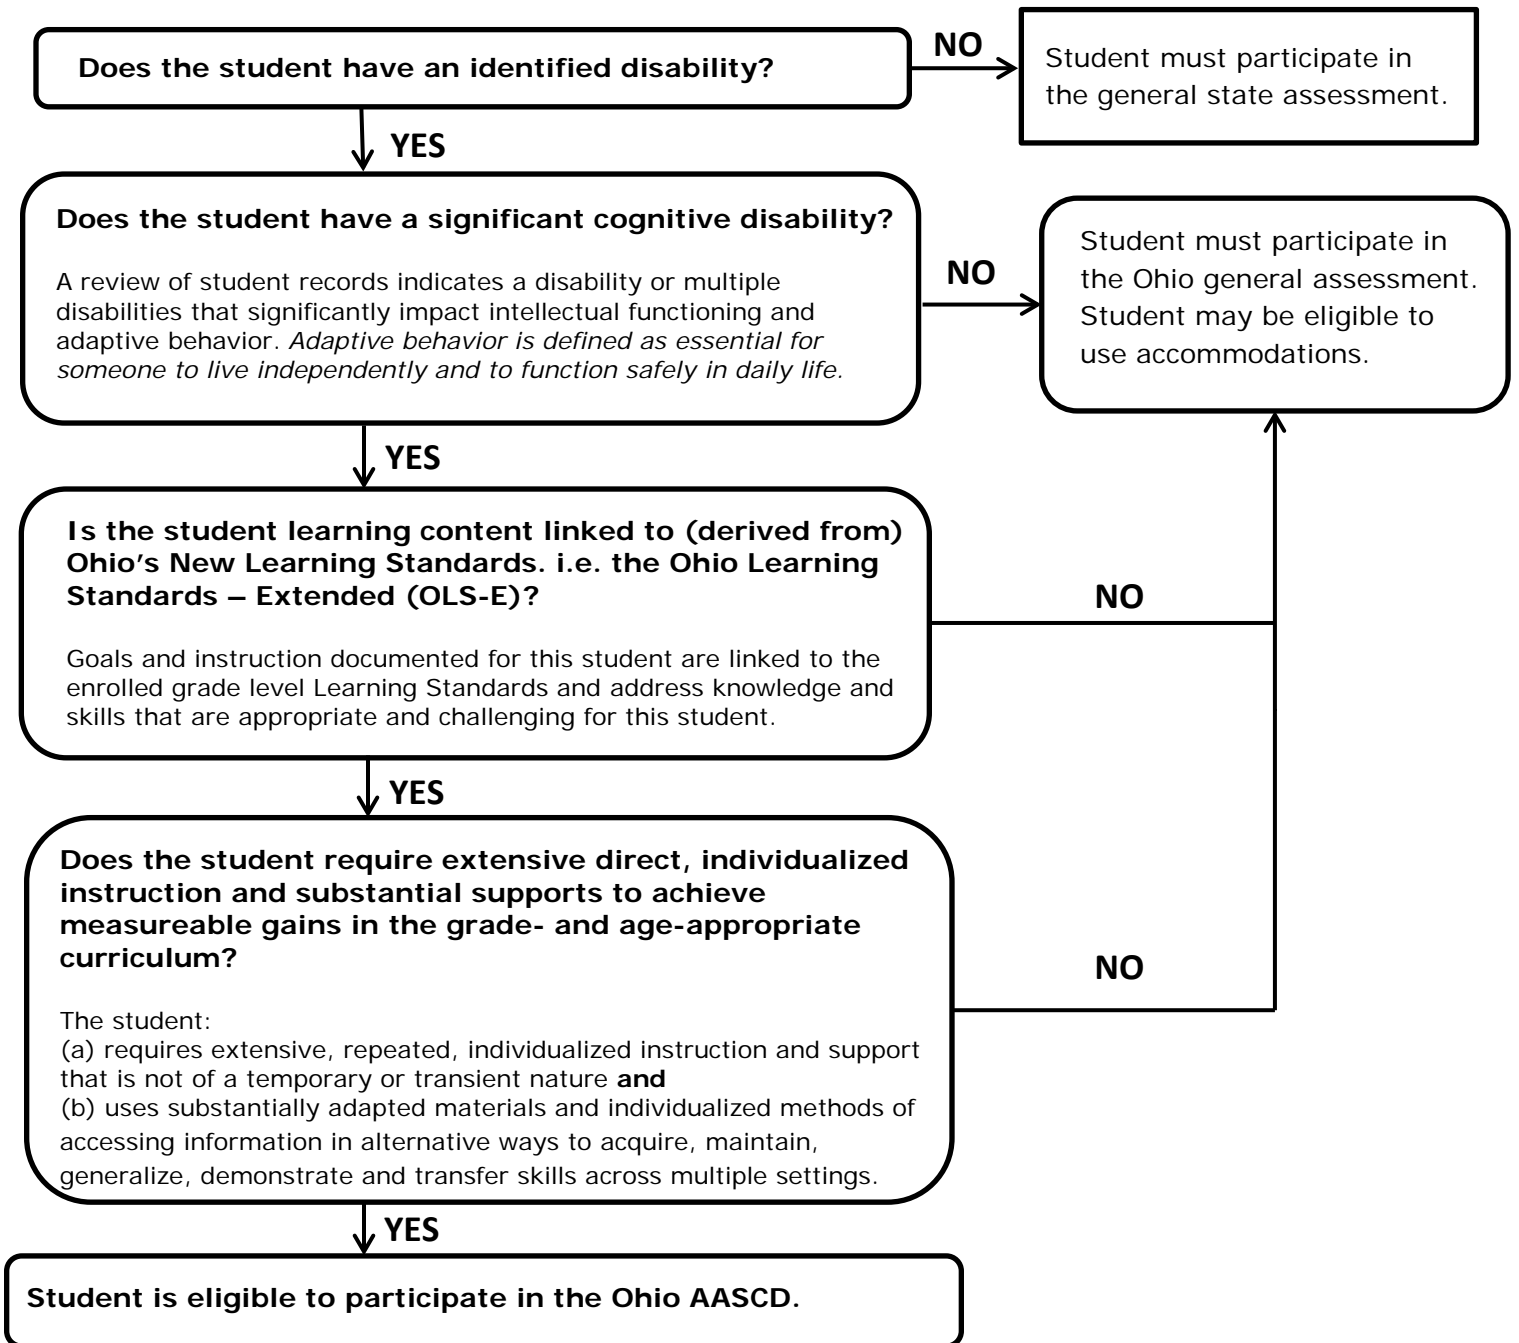 Does the student have an identified disability?
NO
Student must participate in
the general state assessment.
YES
Does the student have a significant cognitive disability?
A review of student records indicates a disability or multiple
disabilities that significantly impact intellectual functioning and
adaptive behavior. Adaptive behavior is defined as essential for
someone to live independently and to function safely in daily life.
NO
Student must participate in
the Ohio general assessment.
Student may be eligible to
use accommodations.
YES
Is the student learning content linked to (derived from)
Ohio’s New Learning Standards. i.e. the Ohio Learning
Standards – Extended (OLS-E)?
Goals and instruction documented for this student are linked to the
enrolled grade level Learning Standards and address knowledge and
skills that are appropriate and challenging for this student.
NO
YES
Does the student require extensive direct, individualized
instruction and substantial supports to achieve
measureable gains in the grade- and age-appropriate
curriculum?
The student:
(a) requires extensive, repeated, individualized instruction and support
that is not of a temporary or transient nature and
(b) uses substantially adapted materials and individualized methods of
accessing information in alternative ways to acquire, maintain,
generalize, demonstrate and transfer skills across multiple settings.
NO
YES
Student is eligible to participate in the Ohio AASCD.